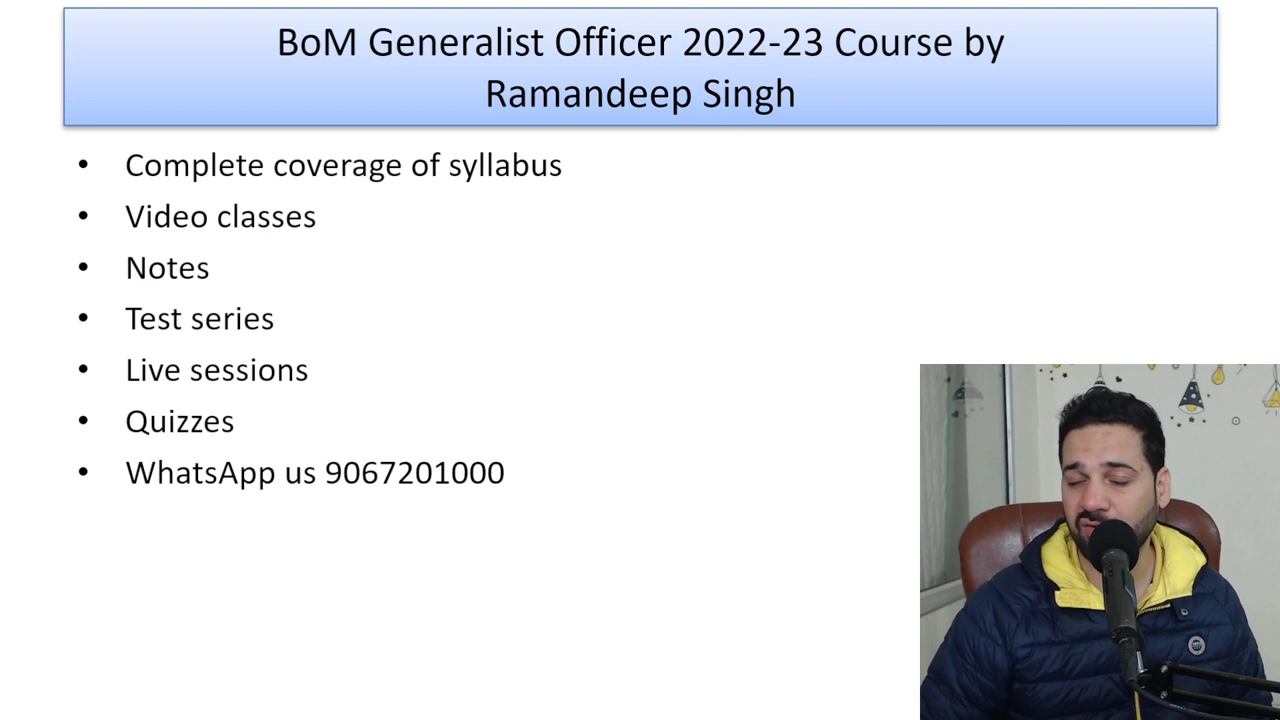 BoM Generalist Officer 2022-23 Course by
Ramandeep Singh
• Complete coverage of syllabus
• Video classes
• Notes
• Test series
• Live sessions
• Quizzes
• WhatsApp us 9067201000